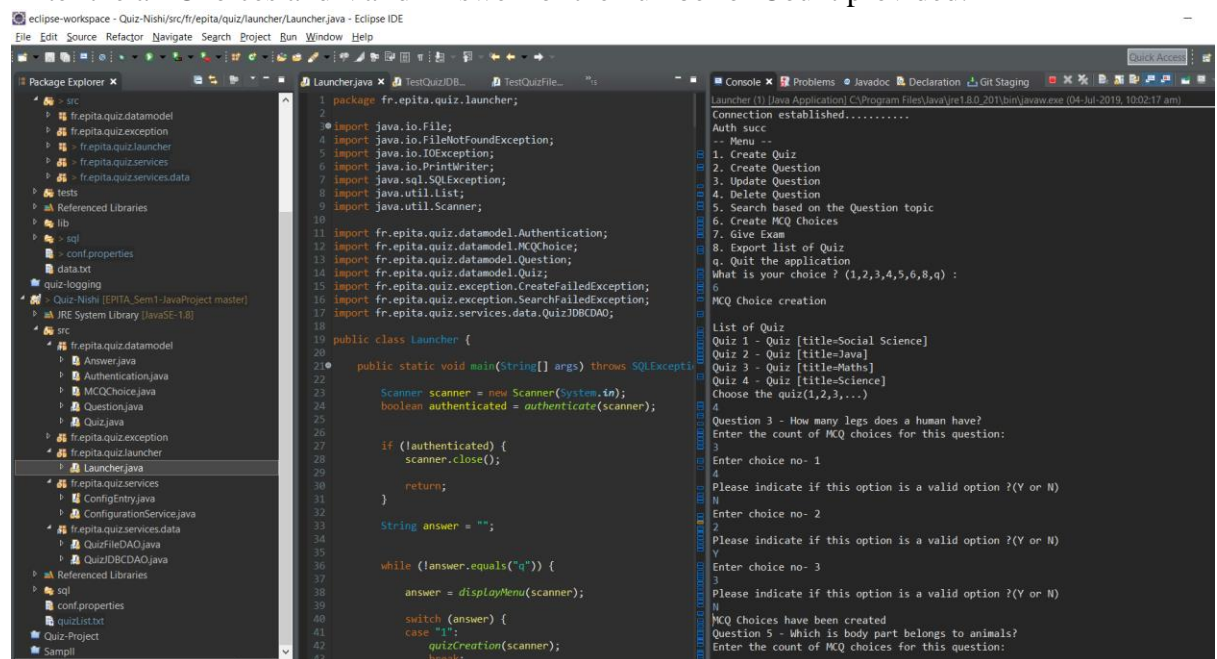 eclipse-workspace - Quiz-Nishi/src/fr/epita/quiz/launcher/Launcher.java - Eclipse IDE
File Edit Source Refactor Navigate Search Project Run Window Help
Quick Access
Package Explorer
> src
fr.epita.quiz.datamodel
fr.epita.quiz.exception
> fr.epita.quiz.launcher
> fr.epita.quiz.services
> fr.epita.quiz.services.data
tests
Referenced Libraries
lib
> sql
> conf.properties
data.txt
quiz-logging
> Quiz-Nishi [EPITA_Sem1-JavaProject master]
JRE System Library [JavaSE-1.8]
src
fr.epita.quiz.datamodel
Answer.java
Authentication.java
MCQChoice.java
Question.java
Quiz.java
fr.epita.quiz.exception
fr.epita.quiz.launcher
Launcher.java
fr.epita.quiz.services
ConfigEntry.java
ConfigurationService.java
fr.epita.quiz.services.data
QuizFileDAO.java
QuizJDBCDAO.java
Referenced Libraries
sql
conf.properties
quizList.txt
Quiz-Project
Sampll
Launcher.java TestQuizJDB... TestQuizFile...
1 package fr.epita.quiz.launcher;
2
3 import java.io.File;
4 import java.io.FileNotFoundException;
5 import java.io.IOException;
6 import java.io.PrintWriter;
7 import java.sql.SQLException;
8 import java.util.List;
9 import java.util.Scanner;
10
11 import fr.epita.quiz.datamodel.Authentication;
12 import fr.epita.quiz.datamodel.MCQChoice;
13 import fr.epita.quiz.datamodel.Question;
14 import fr.epita.quiz.datamodel.Quiz;
15 import fr.epita.quiz.exception.CreateFailedException;
16 import fr.epita.quiz.exception.SearchFailedException;
17 import fr.epita.quiz.services.data.QuizJDBCDAO;
18
19 public class Launcher {
20
21 public static void main(String[] args) throws SQLExcepti
22
23 Scanner scanner = new Scanner(System.in);
24 boolean authenticated = authenticate(scanner);
25
26
27 if (!authenticated) {
28 scanner.close();
29
30 return;
31 }
32
33 String answer = "";
34
35
36 while (!answer.equals("q")) {
37
38 answer = displayMenu(scanner);
39
40 switch (answer) {
41 case "1":
42 quizCreation(scanner);
Console Problems Javadoc Declaration Git Staging
Launcher (1) [Java Application] C:\Program Files\Java\jre1.8.0_201\bin\javaw.exe (04-Jul-2019, 10:02:17 am)
Connection established...........
Auth succ
-- Menu --
1. Create Quiz
2. Create Question
3. Update Question
4. Delete Question
5. Search based on the Question topic
6. Create MCQ Choices
7. Give Exam
8. Export list of Quiz
q. Quit the application
What is your choice ? (1,2,3,4,5,6,8,q) :
6
MCQ Choice creation
List of Quiz
Quiz 1 - Quiz [title=Social Science]
Quiz 2 - Quiz [title=Java]
Quiz 3 - Quiz [title=Maths]
Quiz 4 - Quiz [title=Science]
Choose the quiz(1,2,3,...)
4
Question 3 - How many legs does a human have?
Enter the count of MCQ choices for this question:
3
Enter choice no- 1
4
Please indicate if this option is a valid option ?(Y or N)
N
Enter choice no- 2
2
Please indicate if this option is a valid option ?(Y or N)
Y
Enter choice no- 3
3
Please indicate if this option is a valid option ?(Y or N)
N
MCQ Choices have been created
Question 5 - Which is body part belongs to animals?
Enter the count of MCQ choices for this question: